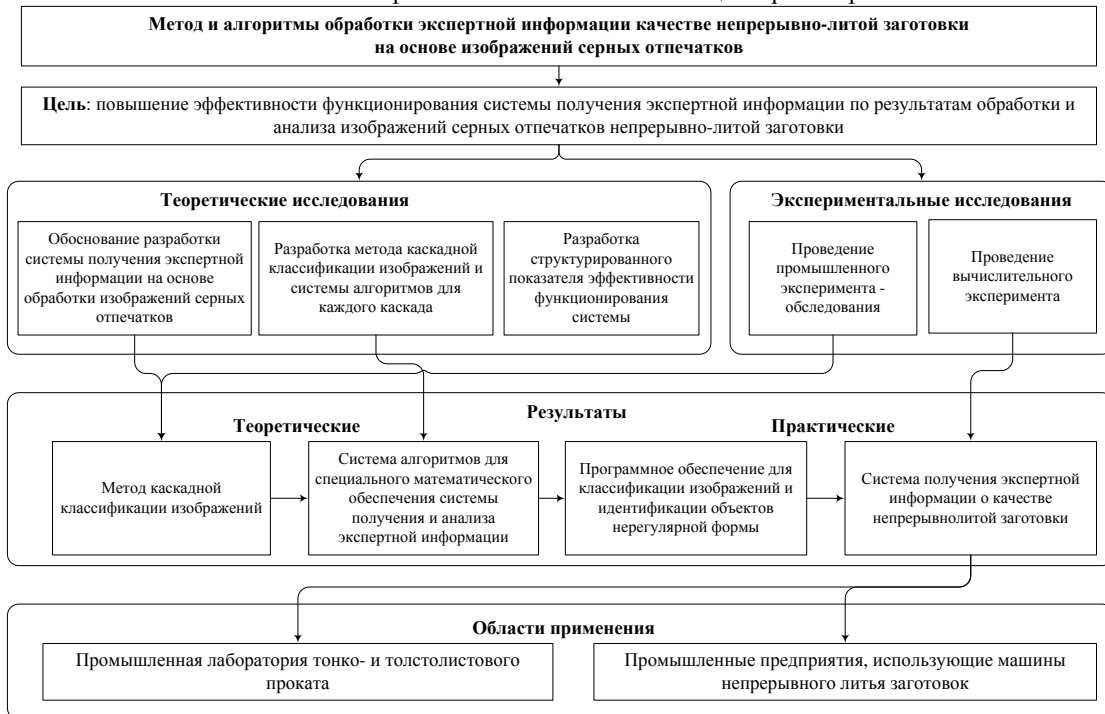 Метод и алгоритмы обработки экспертной информации качестве непрерывно-литой заготовки
на основе изображений серных отпечатков
Цель: повышение эффективности функционирования системы получения экспертной информации по результатам обработки и
анализа изображений серных отпечатков непрерывно-литой заготовки
Теоретические исследования
Обоснование разработки
системы получения экспертной
информации на основе
обработки изображений серных
отпечатков
Разработка метода каскадной
классификации изображений и
системы алгоритмов для
каждого каскада
Разработка
структурированного
показателя эффективности
функционирования
системы
Экспериментальные исследования
Проведение
промышленного
эксперимента -
обследования
Проведение
вычислительного
эксперимента
Результаты
Теоретические
Практические
Метод каскадной
классификации изображений
Система алгоритмов для
специального математического
обеспечения системы
получения и анализа
экспертной информации
Программное обеспечение для
классификации изображений и
идентификации объектов
нерегулярной формы
Система получения экспертной
информации о качестве
непрерывнолитой заготовки
Области применения
Промышленная лаборатория тонко- и толстолистового
проката
Промышленные предприятия, использующие машины
непрерывного литья заготовок